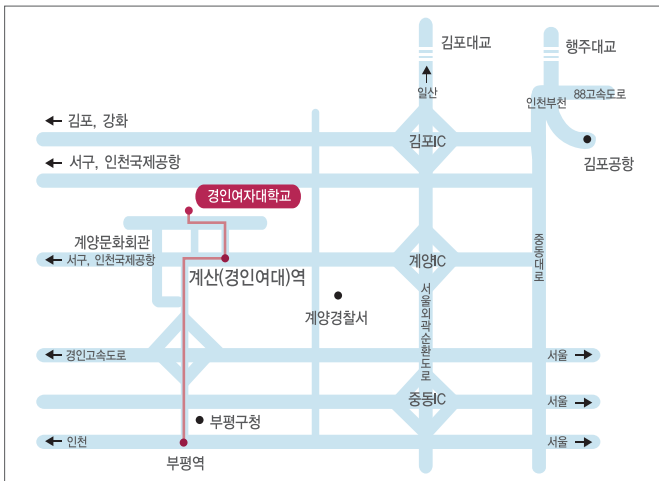 김포대교
행주대교
일산
88고속도로
인천부천
김포, 강화
김포IC
김포공항
서구, 인천국제공항
경인여자대학교
계양문화회관
서구, 인천국제공항
계산(경인여대)역
계양IC
중동대로
계양경찰서
서울외곽순환도로
경인고속도로
서울
중동IC
서울
부평구청
인천
서울
부평역